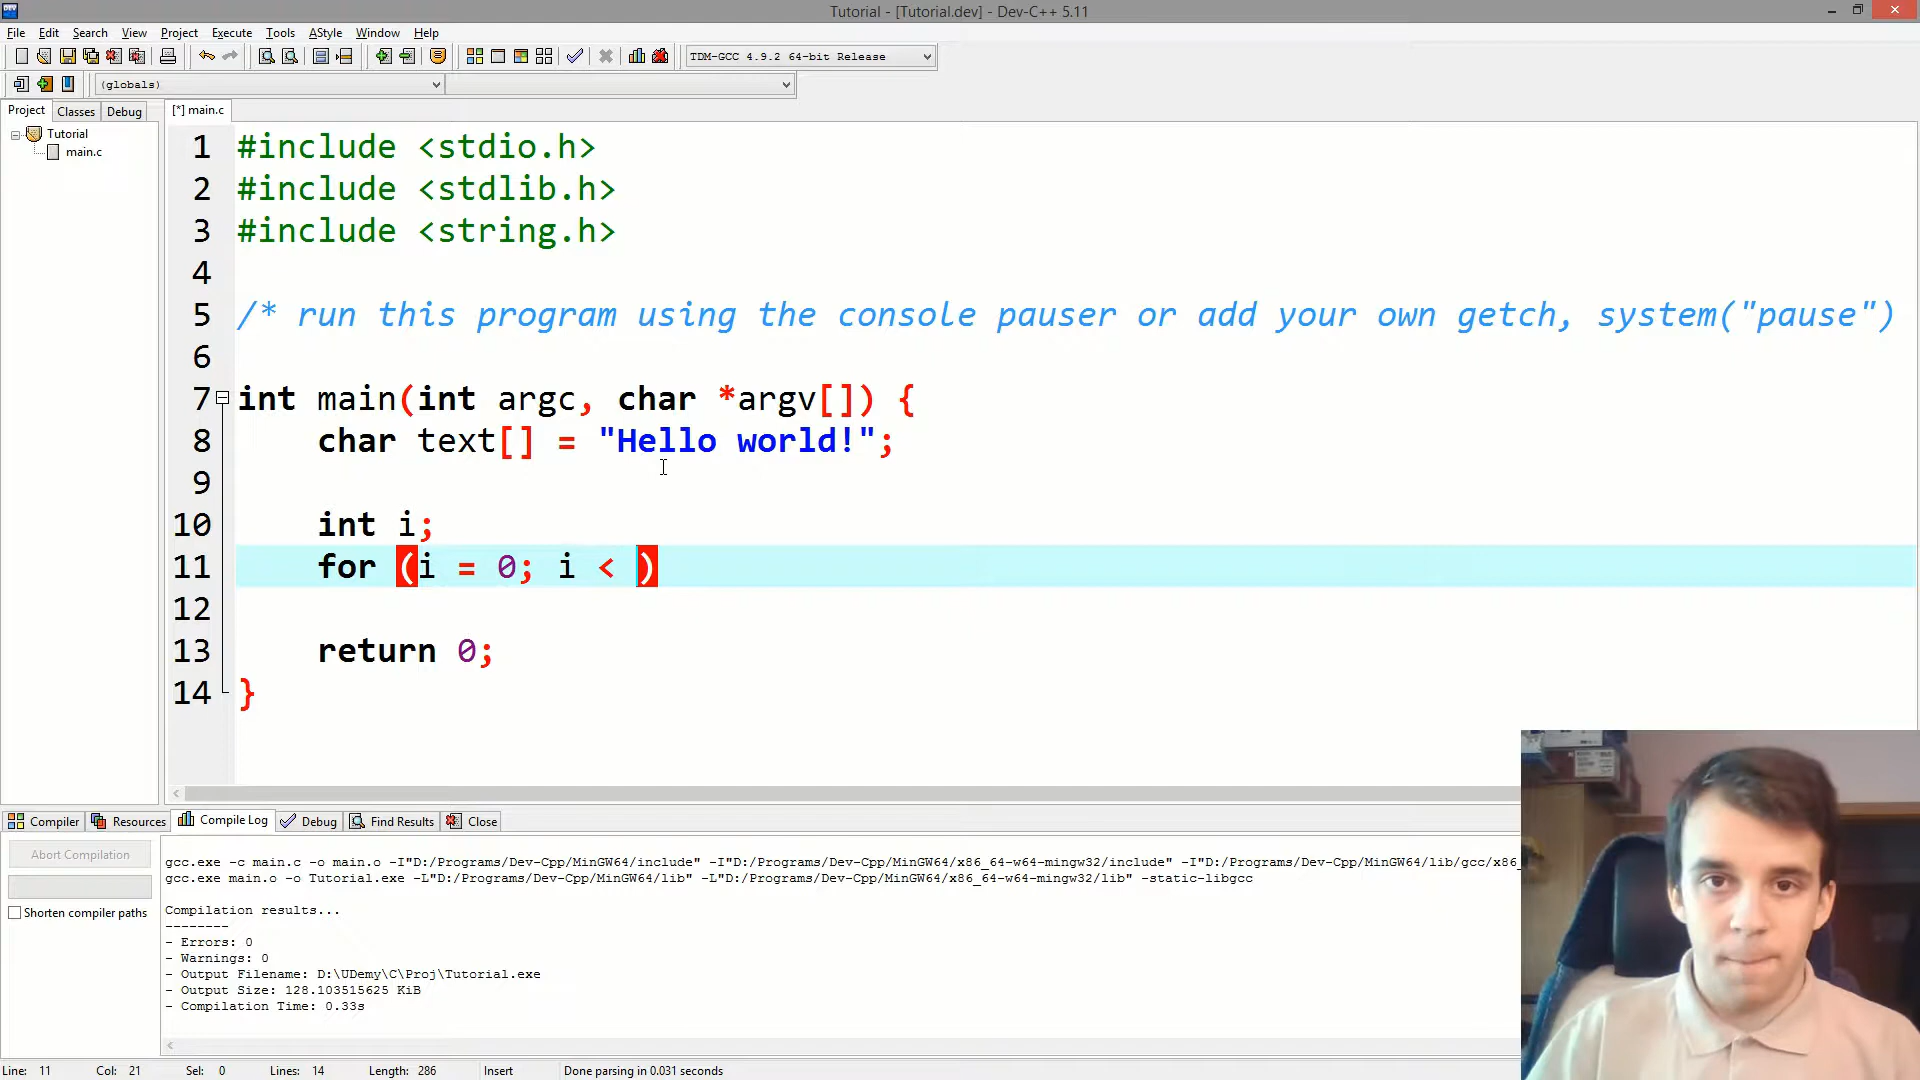 Tutorial - [Tutorial.dev] - Dev-C++ 5.11
File Edit Search View Project Execute Tools AStyle Window Help
TDM-GCC 4.9.2 64-bit Release
(globals)
Project Classes Debug
[*] main.c
Tutorial
main.c
1 #include <stdio.h>
2 #include <stdlib.h>
3 #include <string.h>
4
5 /* run this program using the console pauser or add your own getch, system("pause")
6
7 int main(int argc, char *argv[]) {
8 char text[] = "Hello world!";
9
10 int i;
11 for (i = 0; i < )
12
13 return 0;
14 }
Compiler Resources Compile Log Debug Find Results Close
Abort Compilation
Shorten compiler paths
gcc.exe -c main.c -o main.o -I"D:/Programs/Dev-Cpp/MinGW64/include" -I"D:/Programs/Dev-Cpp/MinGW64/x86_64-w64-mingw32/include" -I"D:/Programs/Dev-Cpp/MinGW64/lib/gcc/x86_
gcc.exe main.o -o Tutorial.exe -L"D:/Programs/Dev-Cpp/MinGW64/lib" -L"D:/Programs/Dev-Cpp/MinGW64/x86_64-w64-mingw32/lib" -static-libgcc
Compilation results...
--------
- Errors: 0
- Warnings: 0
- Output Filename: D:\UDemy\C\Proj\Tutorial.exe
- Output Size: 128.103515625 KiB
- Compilation Time: 0.33s
Line: 11 Col: 21 Sel: 0 Lines: 14 Length: 286 Insert Done parsing in 0.031 seconds